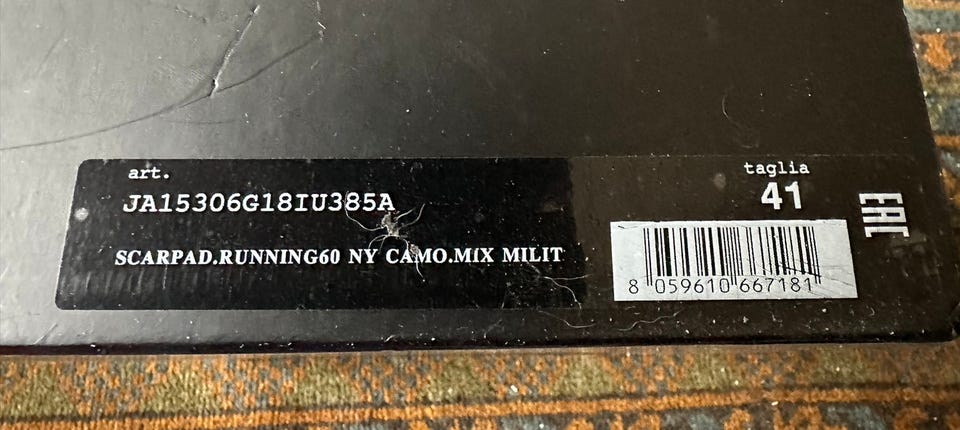 art.
JA15306G18IU385A
SCARPAD.RUNNING60 NY CAMO.MIX MILIT
taglia
41
8 059610 667181
EAC